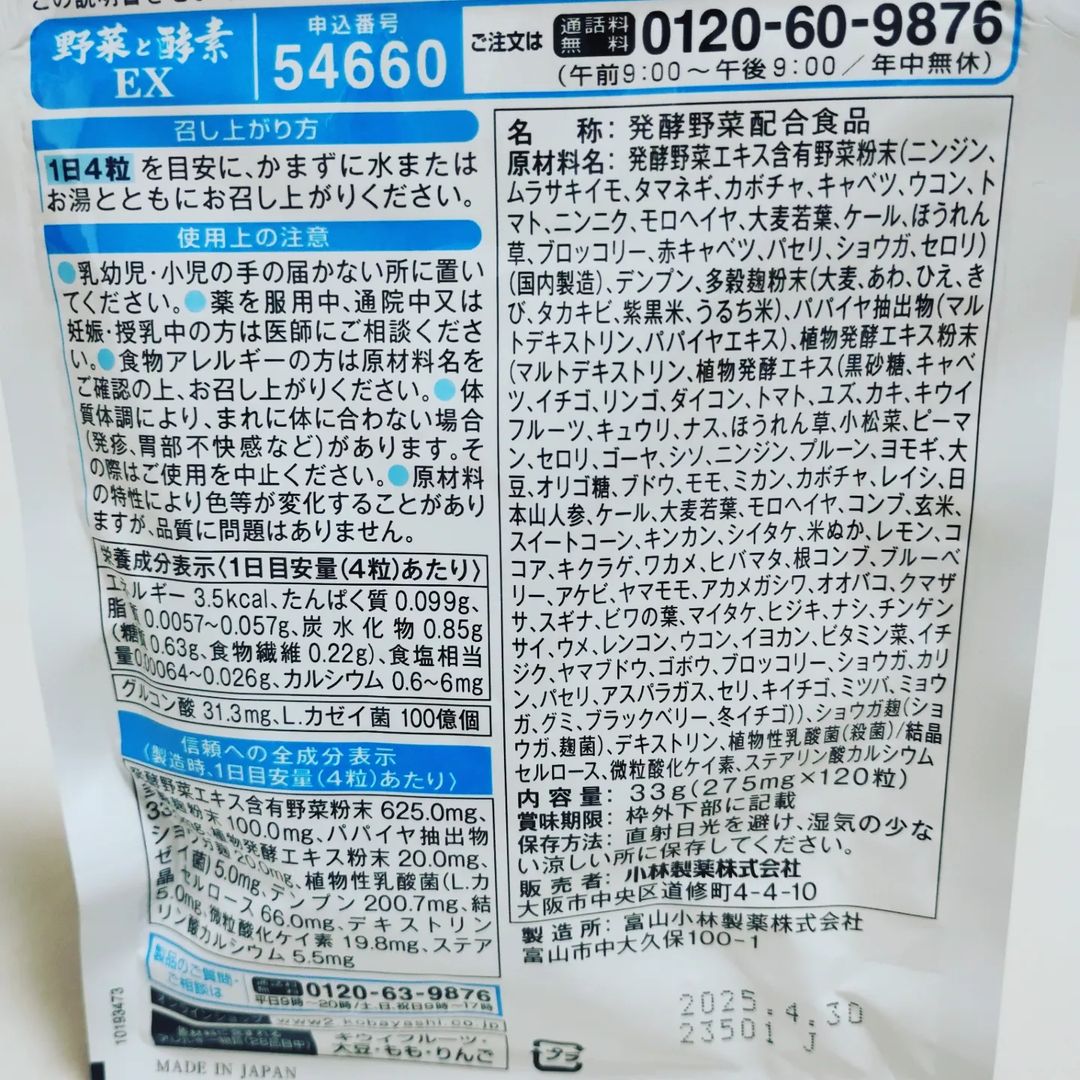 野菜と酵素
EX
申込番号
54660
ご注文は
通話料
無料
0120-60-9876
(午前9:00～午後9:00/年中無休)
召し上がり方
1日4粒を目安に、かまずに水または
お湯とともにお召し上がりください。
使用上の注意
●乳幼児・小児の手の届かない所に置い
てください。●薬を服用中、通院中又は
妊娠・授乳中の方は医師にご相談くださ
い。●食物アレルギーの方は原材料名を
ご確認の上、お召し上がりください。●体
質体調により、まれに体に合わない場合
(発疹、胃部不快感など)があります。そ
の際はご使用を中止ください。●原材料
の特性により色等が変化することがあり
ますが、品質に問題はありません。
栄養成分表示〈1日目安量(4粒)あたり〉
エネルギー 3.5kcal、たんぱく質 0.099g、
脂質 0.0057～0.057g、炭水化物 0.85g
(糖質 0.63g、食物繊維 0.22g)、食塩相当
量 0.00064～0.026g、カルシウム 0.6～6mg
グルコン酸 31.3mg、L.カゼイ菌 100億個
信頼への全成分表示
(製造時、1日目安量(4粒)あたり)
発酵野菜エキス含有野菜粉末 625.0mg、
多穀麹粉末 100.0mg、パパイヤ抽出物
植物発酵エキス粉末 20.0mg、
ショウガ麹 20.0mg、植物性乳酸菌(L.カ
ゼイ菌) 5.0mg、デンプン 200.7mg、結
晶セルロース 66.0mg、デキストリン
5.0mg、微粒酸化ケイ素 19.8mg、ステア
リン酸カルシウム 5.5mg
製品のご質問・
ご相談は
0120-63-9876
平日9時～20時/土・日・祝日9時～17時
www2.kobayashi.co.jp
キウイフルーツ・
大豆・もも・りんご
MADE IN JAPAN
10193473
名称:発酵野菜配合食品
原材料名:発酵野菜エキス含有野菜粉末(ニンジン、
ムラサキイモ、タマネギ、カボチャ、キャベツ、ウコン、ト
マト、ニンニク、モロヘイヤ、大麦若葉、ケール、ほうれん
草、ブロッコリー、赤キャベツ、パセリ、ショウガ、セロリ)
(国内製造)、デンプン、多穀麹粉末(大麦、あわ、ひえ、き
び、タカキビ、紫黒米、うるち米)、パパイヤ抽出物(マル
トデキストリン、パパイヤエキス)、植物発酵エキス粉末
(マルトデキストリン、植物発酵エキス(黒砂糖、キャベ
ツ、イチゴ、リンゴ、ダイコン、トマト、ユズ、カキ、キウイ
フルーツ、キュウリ、ナス、ほうれん草、小松菜、ピーマ
ン、セロリ、ゴーヤ、シソ、ニンジン、プルーン、ヨモギ、大
豆、オリゴ糖、ブドウ、モモ、ミカン、カボチャ、レイシ、日
本山人参、ケール、大麦若葉、モロヘイヤ、コンブ、玄米、
スイートコーン、キンカン、シイタケ、米ぬか、レモン、コ
コア、キクラゲ、ワカメ、ヒバマタ、根コンブ、ブルーベ
リー、アケビ、ヤマモモ、アカメガシワ、オオバコ、クマザ
サ、スギナ、ビワの葉、マイタケ、ヒジキ、ナシ、チンゲン
サイ、ウメ、レンコン、ウコン、イヨカン、ビタミン菜、イチ
ジク、ヤマブドウ、ゴボウ、ブロッコリー、ショウガ、カリ
ン、パセリ、アスパラガス、セリ、キイチゴ、ミツバ、ミョウ
ガ、グミ、ブラックベリー、冬イチゴ))、ショウガ麹(ショ
ウガ、麹菌)、デキストリン、植物性乳酸菌(殺菌)/結晶
セルロース、微粒酸化ケイ素、ステアリン酸カルシウム
内容量:33g(275mg×120粒)
賞味期限:枠外下部に記載
保存方法:直射日光を避け、湿気の少な
い涼しい所に保存してください。
販売者:小林製薬株式会社
大阪市中央区道修町4-4-10
製造所:富山小林製薬株式会社
富山市中大久保100-1
2025.4.30
23501 J
プラ